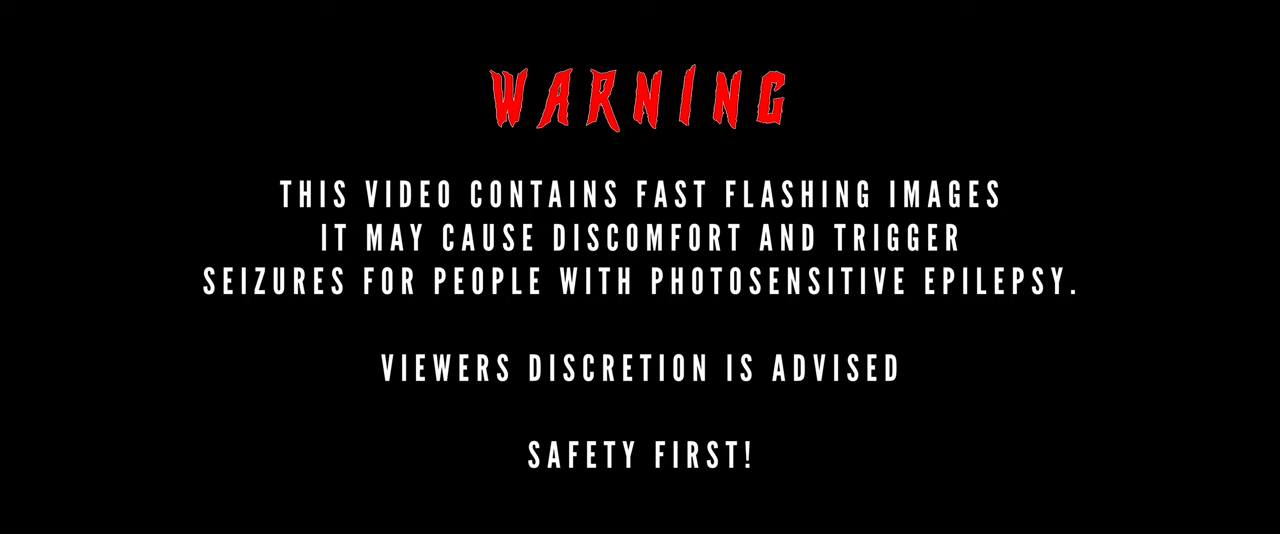 WARNING
THIS VIDEO CONTAINS FAST FLASHING IMAGES
IT MAY CAUSE DISCOMFORT AND TRIGGER
SEIZURES FOR PEOPLE WITH PHOTOSENSITIVE EPILEPSY.
VIEWERS DISCRETION IS ADVISED
SAFETY FIRST!